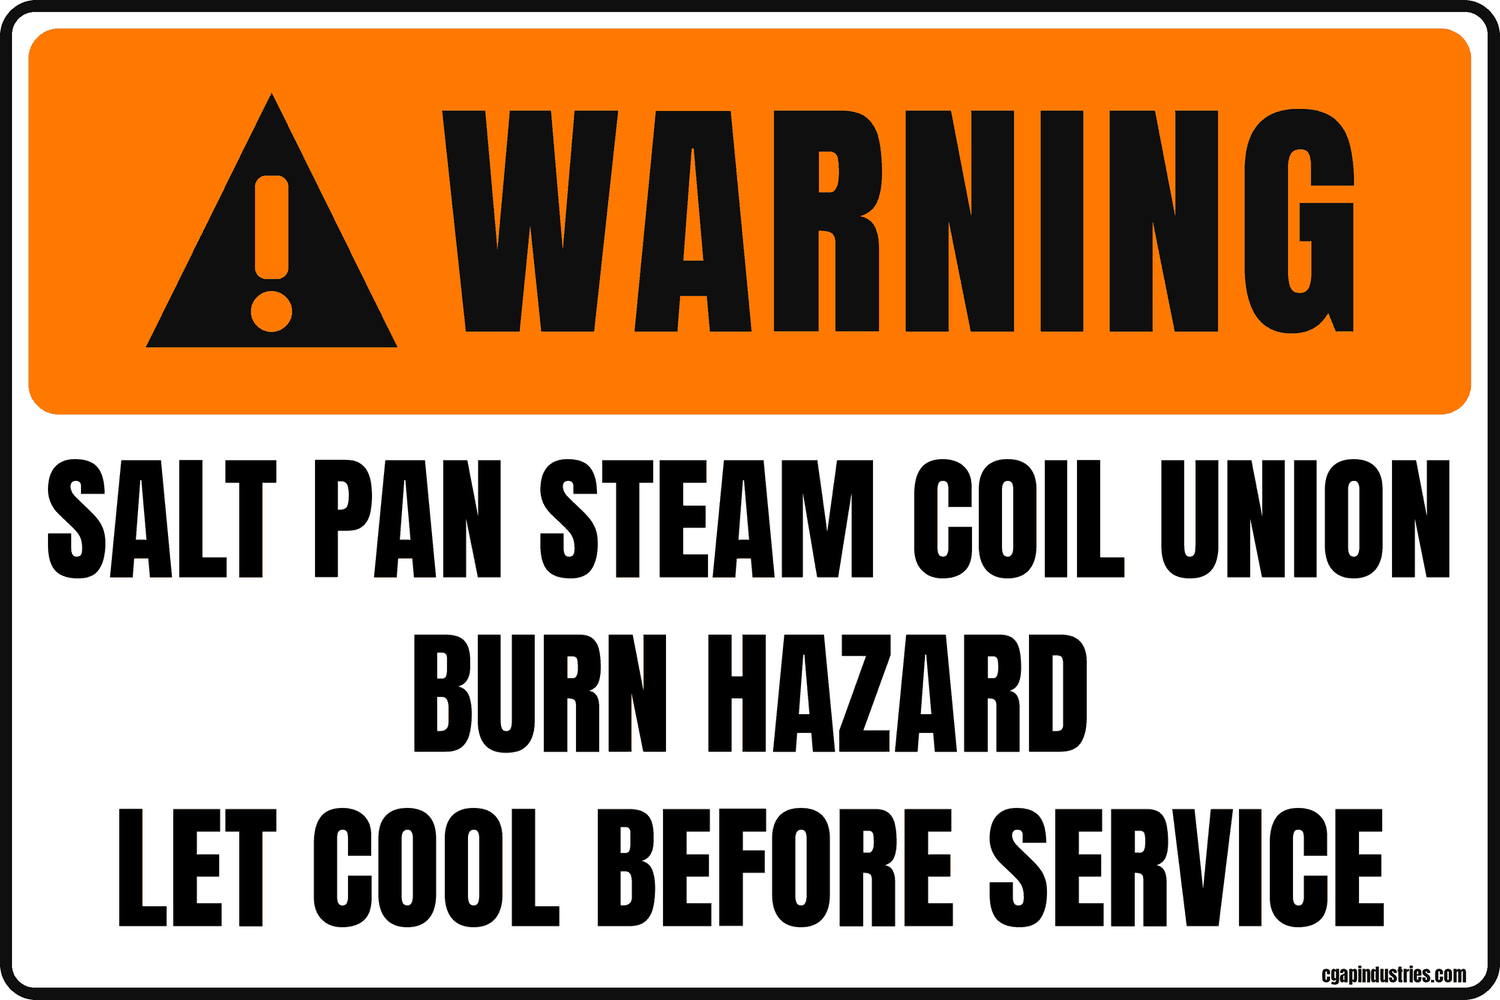 WARNING
SALT PAN STEAM COIL UNION
BURN HAZARD
LET COOL BEFORE SERVICE
cgapindustries.com